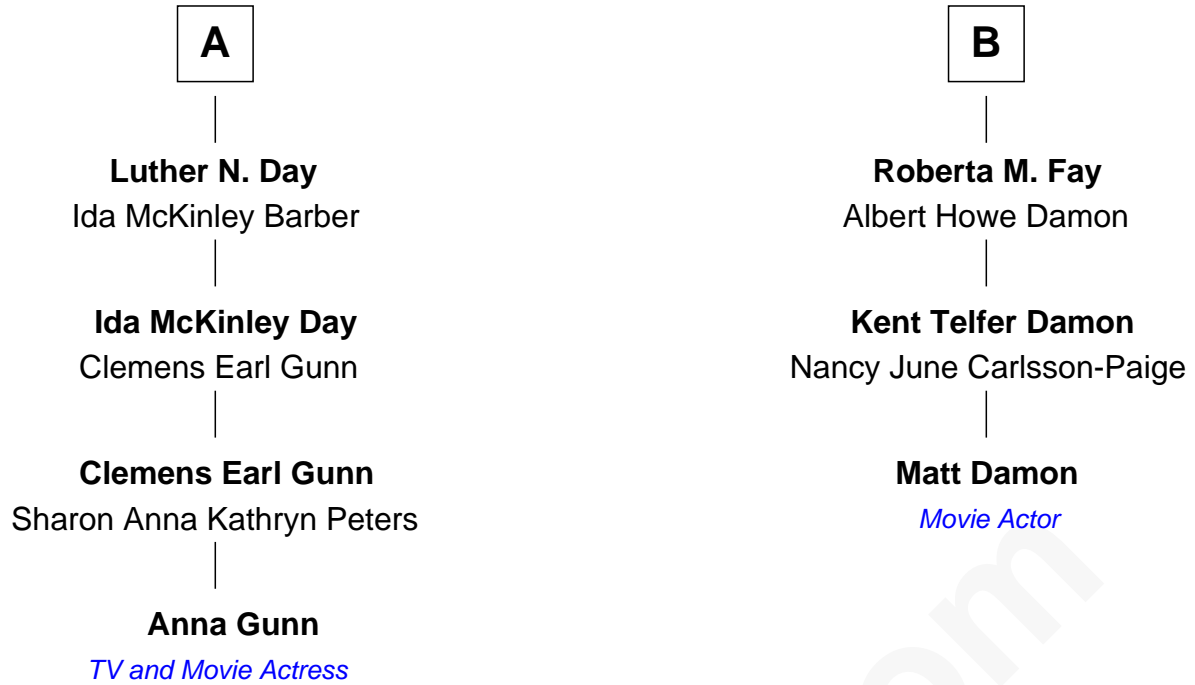 A
Luther N. Day
Ida McKinley Barber
Ida McKinley Day
Clemens Earl Gunn
Clemens Earl Gunn
Sharon Anna Kathryn Peters
Anna Gunn
TV and Movie Actress
B
Roberta M. Fay
Albert Howe Damon
Kent Telfer Damon
Nancy June Carlsson-Paige
Matt Damon
Movie Actor
om